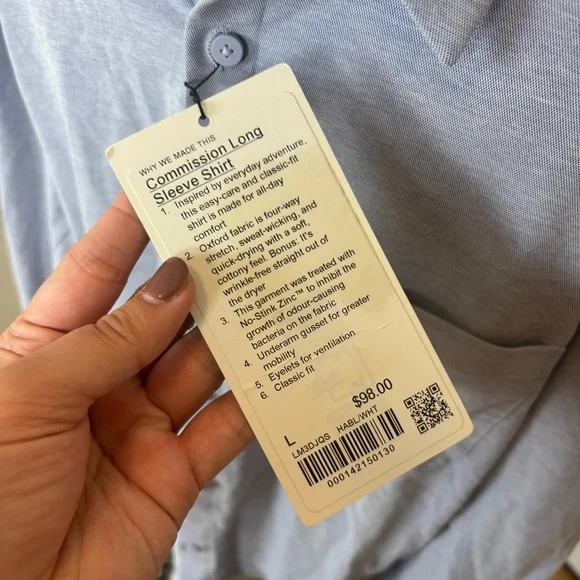 WHY WE MADE THIS
Commission Long
Sleeve Shirt
1. Inspired by everyday adventure,
this easy-care and classic-fit
shirt is made for all-day
comfort
2. Oxford fabric is four-way
stretch, sweat-wicking, and
quick-drying with a soft,
cottony feel. Bonus: It's
wrinkle-free straight out of
the dryer
3. This garment was treated with
No-Stink Zinc™ to inhibit the
growth of odour-causing
bacteria on the fabric
4. Underarm gusset for greater
mobility
5. Eyelets for ventilation
6. Classic fit
$98.00
L
LM3DJQS HABL/WHT
000142150130